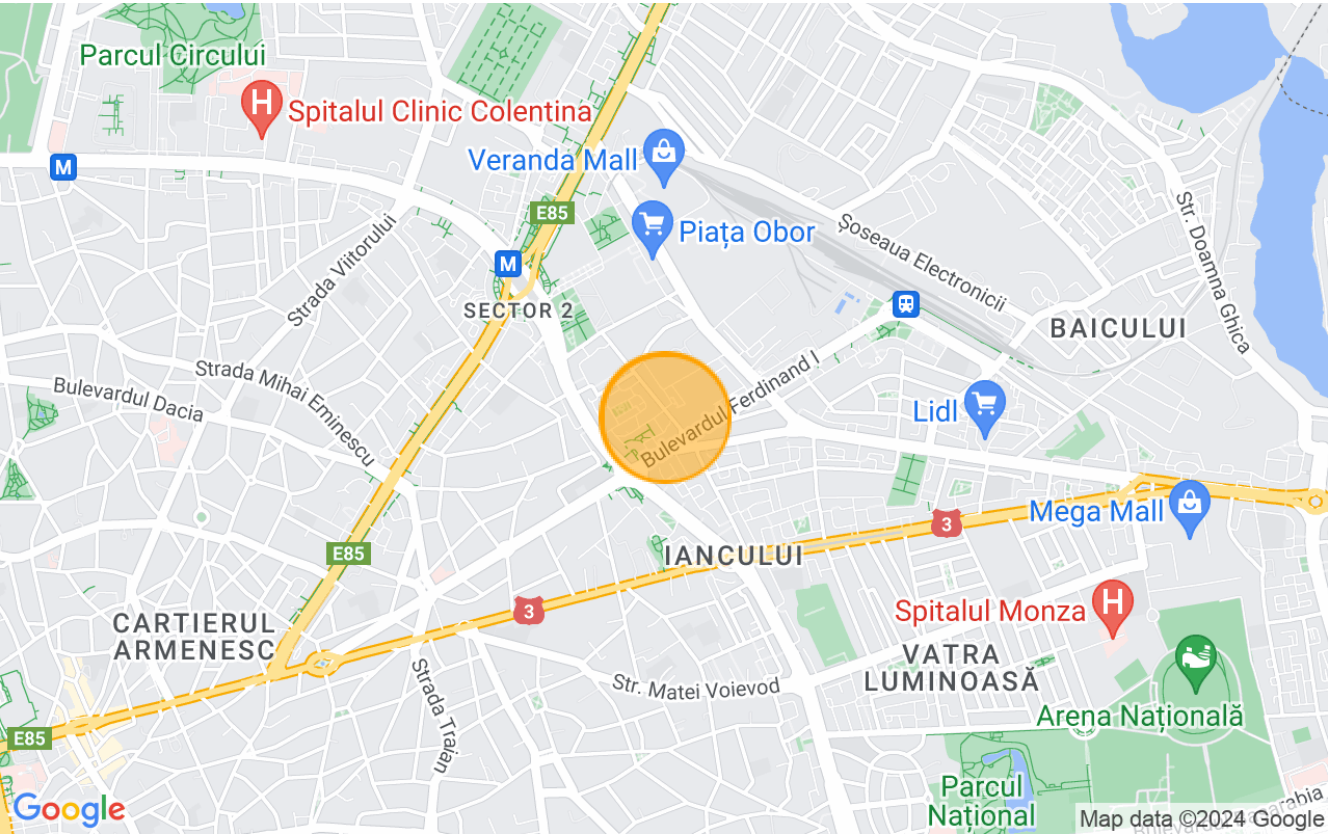 Parcul Circului
Spitalul Clinic Colentina
Veranda Mall
M
H
E85
Piața Obor
Str. Doamna Ghica
Strada Viitorului
Șoseaua Electronicii
M
SECTOR 2
BAICULUI
Strada Mihai Eminescu
Bulevardul Dacia
Bulevardul Ferdinand I
Lidl
3
Mega Mall
E85
IANCULUI
3
Spitalul Monza
H
CARTIERUL
ARMENESC
VATRA
LUMINOASĂ
Str. Matei Voievod
Strada Traian
Arena Națională
E85
Parcul
Național
Google
Map data ©2024 Google